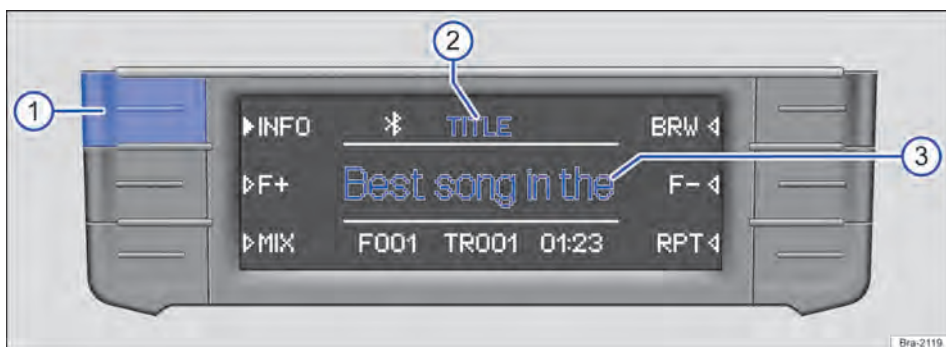 2
1
INFO TITLE BRW
3
F+ Best song in the F-
MIX F001 TR001 01:23 RPT
Bra-2119